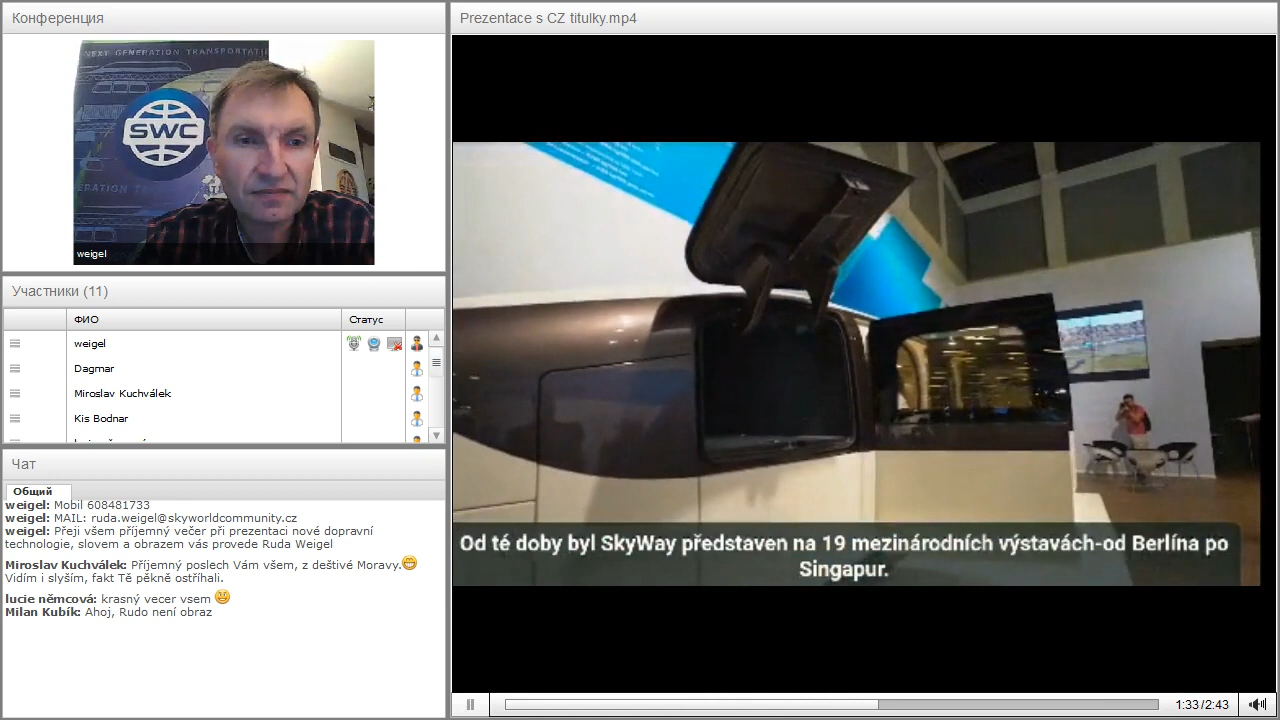 Конференция
NEXT GENERATION TRANSPORTATI
SWC
ERATION
weigel
Участники (11)
ФИО
Статус
weigel
Dagmar
Miroslav Kuchválek
Kis Bodnar
Чат
Общий
weigel: Mobil 608481733
weigel: MAIL: ruda.weigel@skyworldcommunity.cz
weigel: Přeji všem příjemný večer při prezentaci nové dopravní
technologie, slovem a obrazem vás provede Ruda Weigel
Miroslav Kuchválek: Příjemný poslech Vám všem, z deštivé Moravy.
Vidím i slyším, fakt Tě pěkně ostříhali.
lucie němcová: krasný vecer vsem
Milan Kubík: Ahoj, Rudo není obraz
Prezentace s CZ titulky.mp4
Od té doby byl SkyWay představen na 19 mezinárodních výstavách-od Berlína po
Singapur.
1:33/2:43